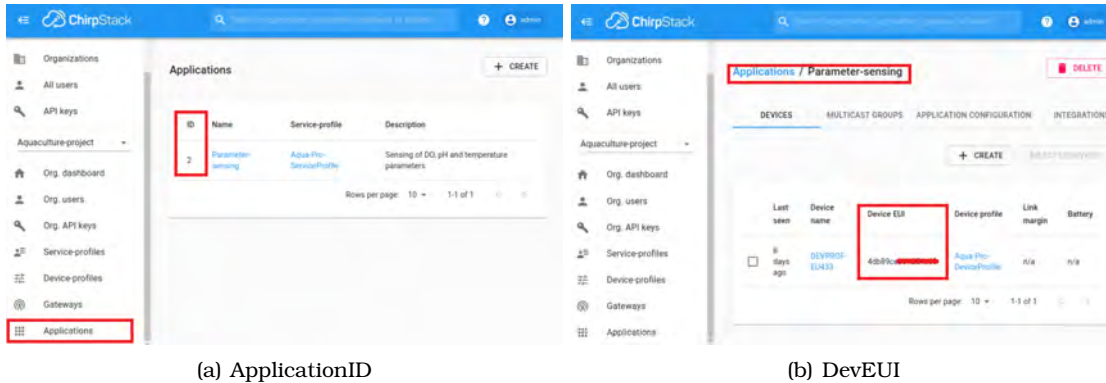 ChirpStack
admin
Organizations
All users
API keys
Aquaculture-project
Org. dashboard
Org. users
Org. API keys
Service-profiles
Device-profiles
Gateways
Applications
Applications
+ CREATE
ID Name Service-profile Description
2 Parameter-sensing Aqua-Pro-ServiceProfile Sensing of DO, pH and temperature parameters
Rows per page: 10 1-1 of 1
(a) ApplicationID
ChirpStack
admin
Organizations
All users
API keys
Aquaculture-project
Org. dashboard
Org. users
Org. API keys
Service-profiles
Device-profiles
Gateways
Applications
Applications / Parameter-sensing
DELETE
DEVICES MULTICAST GROUPS APPLICATION CONFIGURATION INTEGRATIONS
+ CREATE
Last seen Device name Device EUI Device profile Link margin Battery
days ago DEVPROF-EU433 4db89c Aqua-Pro-DeviceProfile n/a n/a
Rows per page: 10 1-1 of 1
(b) DevEUI